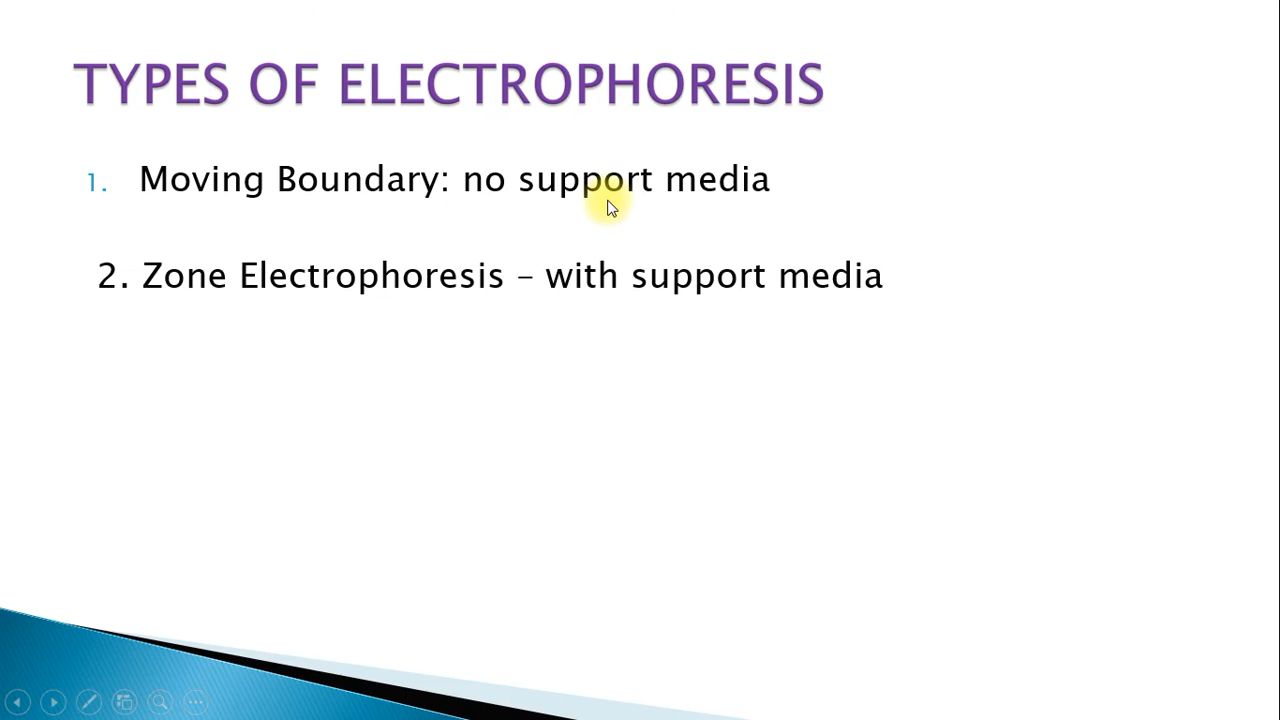 TYPES OF ELECTROPHORESIS
1. Moving Boundary: no support media
2. Zone Electrophoresis – with support media